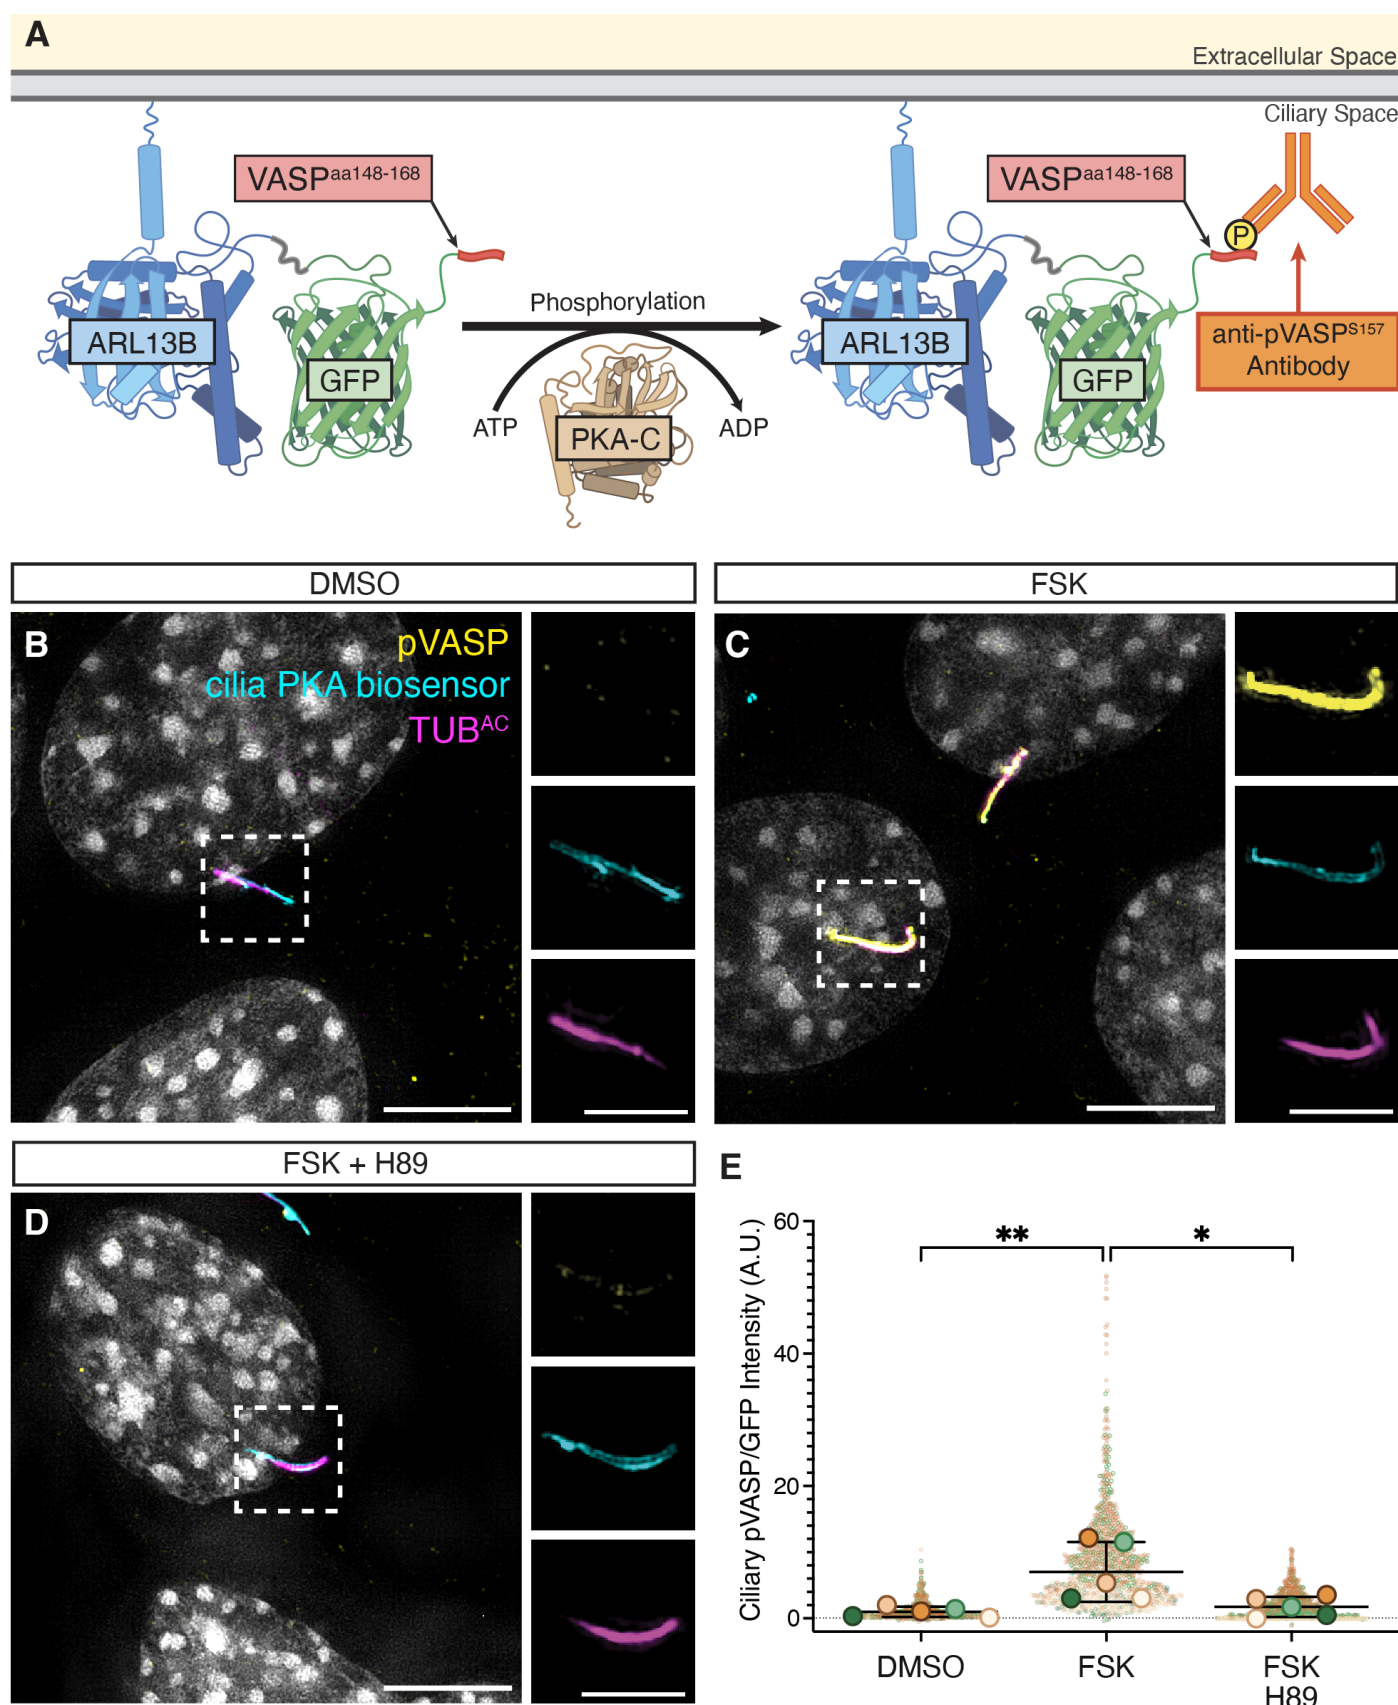 A
Extracellular Space
Ciliary Space
VASPaa148-168
VASPaa148-168
P
Phosphorylation
ARL13B
GFP
ATP
PKA-C
ADP
ARL13B
GFP
anti-pVASPS157
Antibody
DMSO
FSK
B
pVASP
cilia PKA biosensor
TUBAC
C
FSK + H89
D
E
Ciliary pVASP/GFP Intensity (A.U.)
60
40
20
0
**
*
DMSO
FSK
FSK
H89